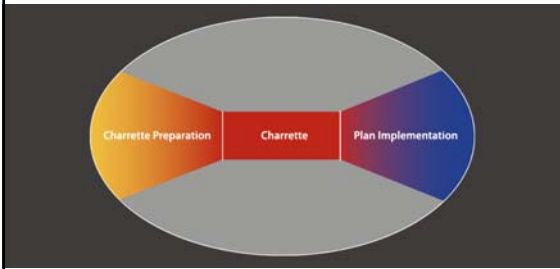 Charrette Preparation
Charrette
Plan Implementation